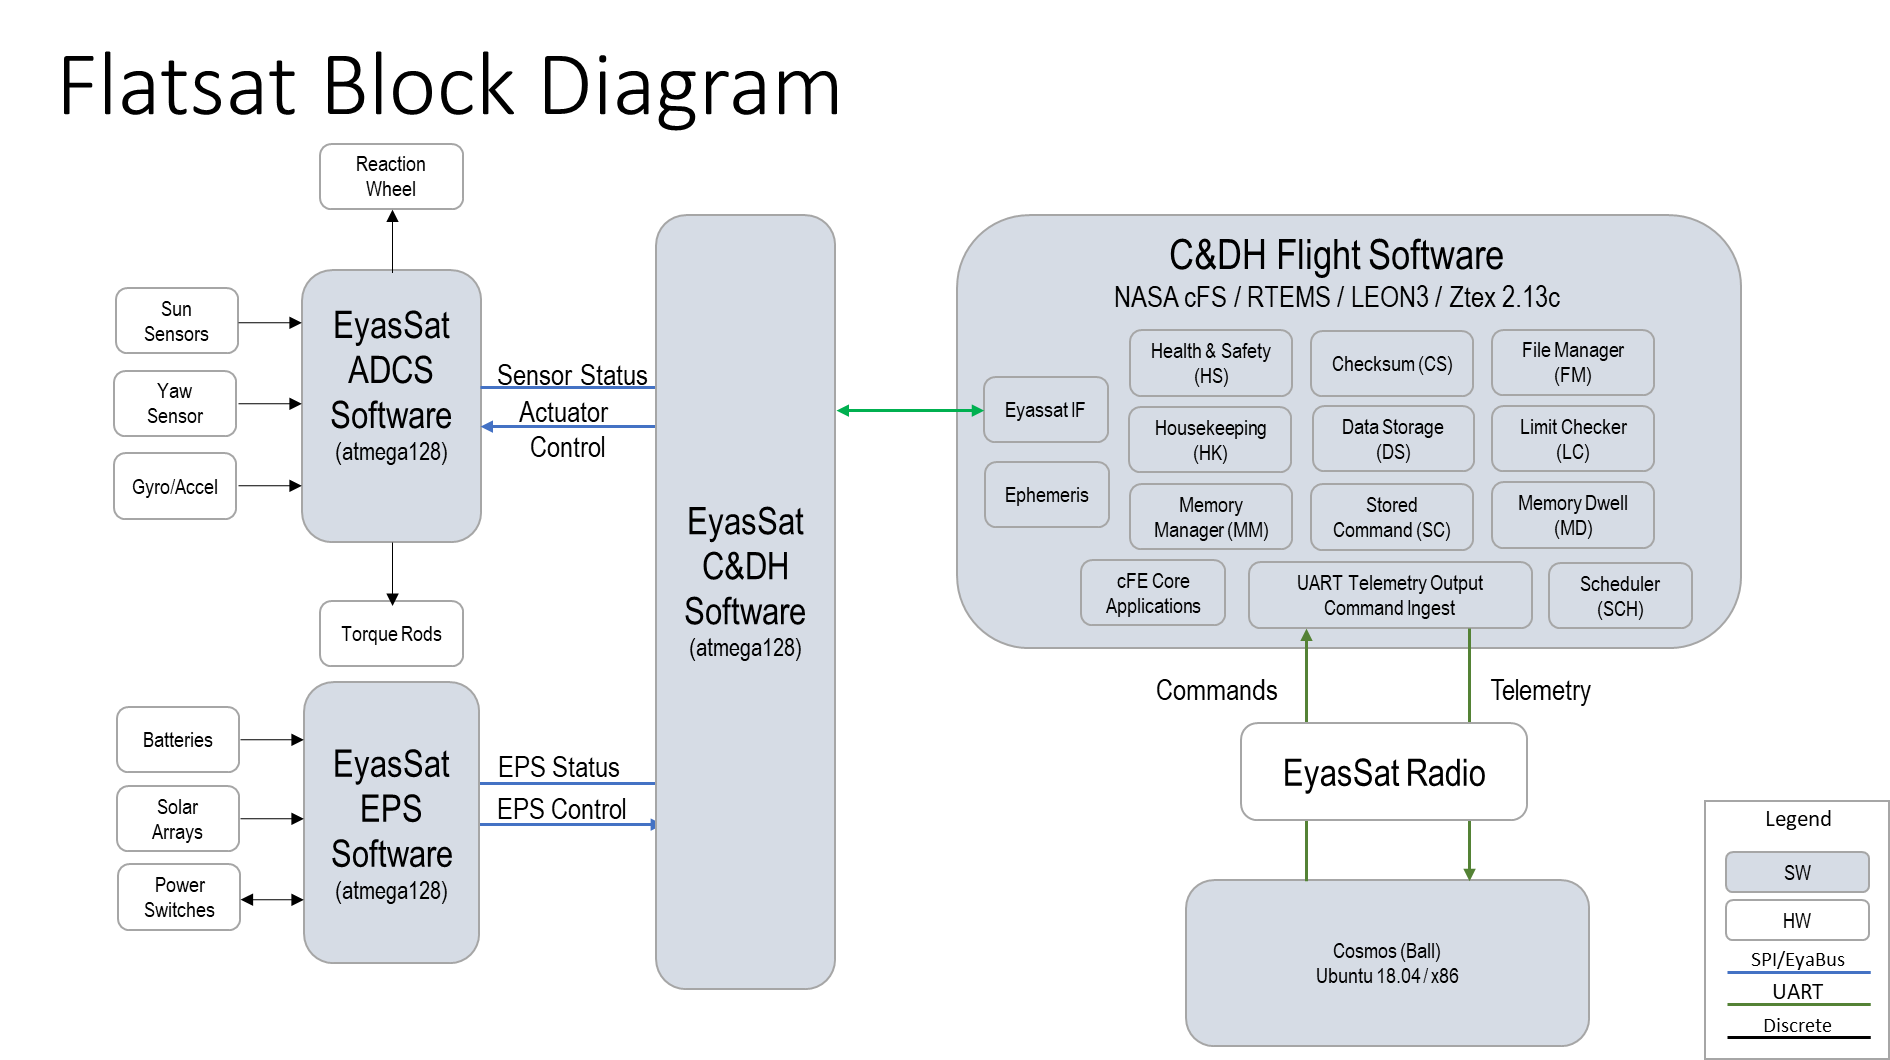 Flatsat Block Diagram
Reaction
Wheel
Sun
Sensors
Yaw
Sensor
Gyro/Accel
EyasSat
ADCS
Software
(atmega128)
Torque Rods
Sensor Status
Actuator
Control
Batteries
Solar
Arrays
Power
Switches
EyasSat
EPS
Software
(atmega128)
EPS Status
EPS Control
EyasSat
C&DH
Software
(atmega128)
C&DH Flight Software
NASA cFS / RTEMS / LEON3 / Ztex 2.13c
Eyassat IF
Ephemeris
Health & Safety
(HS)
Checksum (CS)
File Manager
(FM)
Housekeeping
(HK)
Data Storage
(DS)
Limit Checker
(LC)
Memory
Manager (MM)
Stored
Command (SC)
Memory Dwell
(MD)
cFE Core
Applications
UART Telemetry Output
Command Ingest
Scheduler
(SCH)
Commands
Telemetry
EyasSat Radio
Cosmos (Ball)
Ubuntu 18.04 / x86
Legend
SW
HW
SPI/EyaBus
UART
Discrete